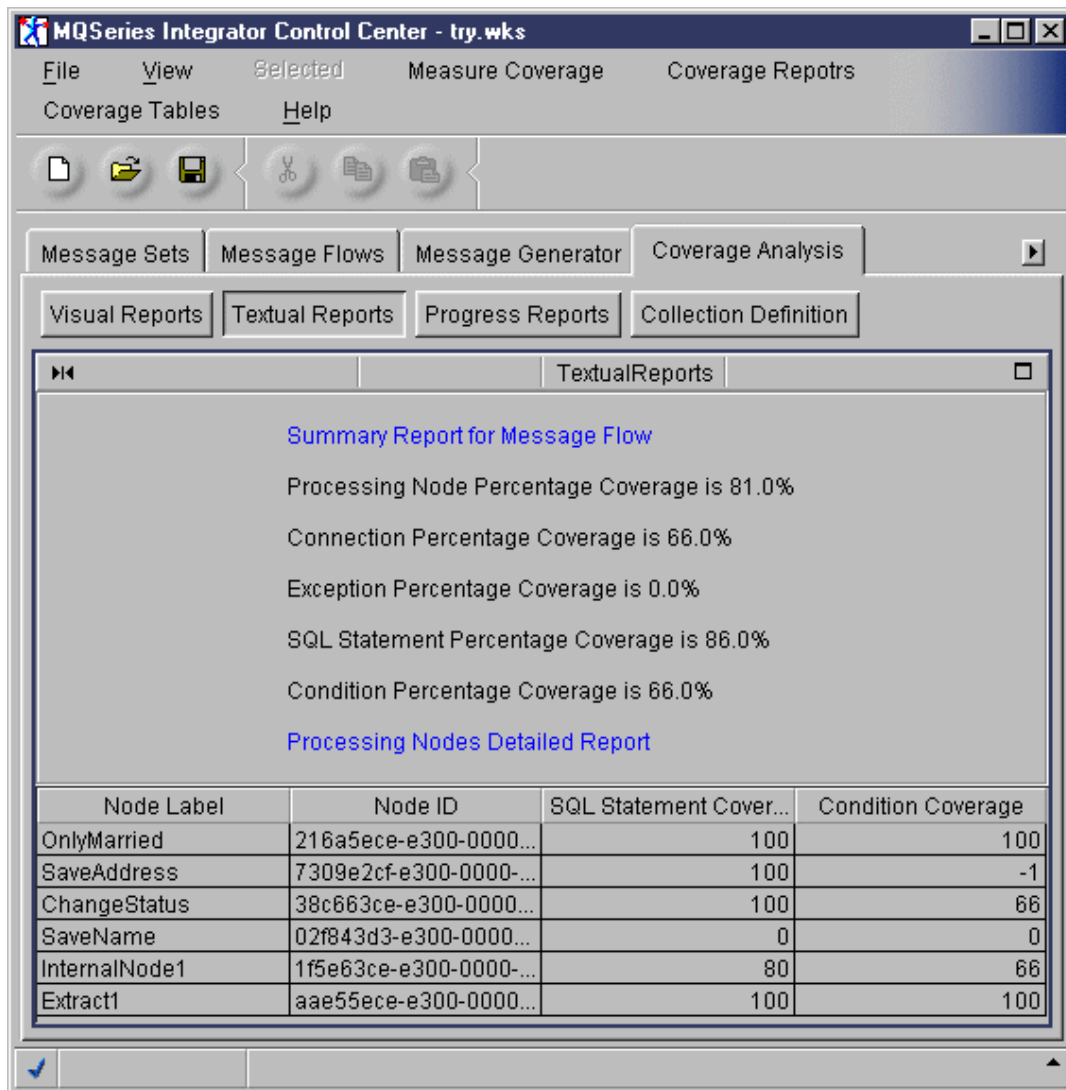 MQSeries Integrator Control Center - try.wks
File View Selected Measure Coverage Coverage Repotrs
Coverage Tables Help
Message Sets Message Flows Message Generator Coverage Analysis
Visual Reports Textual Reports Progress Reports Collection Definition
TextualReports
Summary Report for Message Flow
Processing Node Percentage Coverage is 81.0%
Connection Percentage Coverage is 66.0%
Exception Percentage Coverage is 0.0%
SQL Statement Percentage Coverage is 86.0%
Condition Percentage Coverage is 66.0%
Processing Nodes Detailed Report
Node Label Node ID SQL Statement Cover... Condition Coverage
OnlyMarried 216a5ece-e300-0000... 100 100
SaveAddress 7309e2cf-e300-0000-... 100 -1
ChangeStatus 38c663ce-e300-0000... 100 66
SaveName 02f843d3-e300-0000... 0 0
InternalNode1 1f5e63ce-e300-0000-... 80 66
Extract1 aae55ece-e300-0000... 100 100